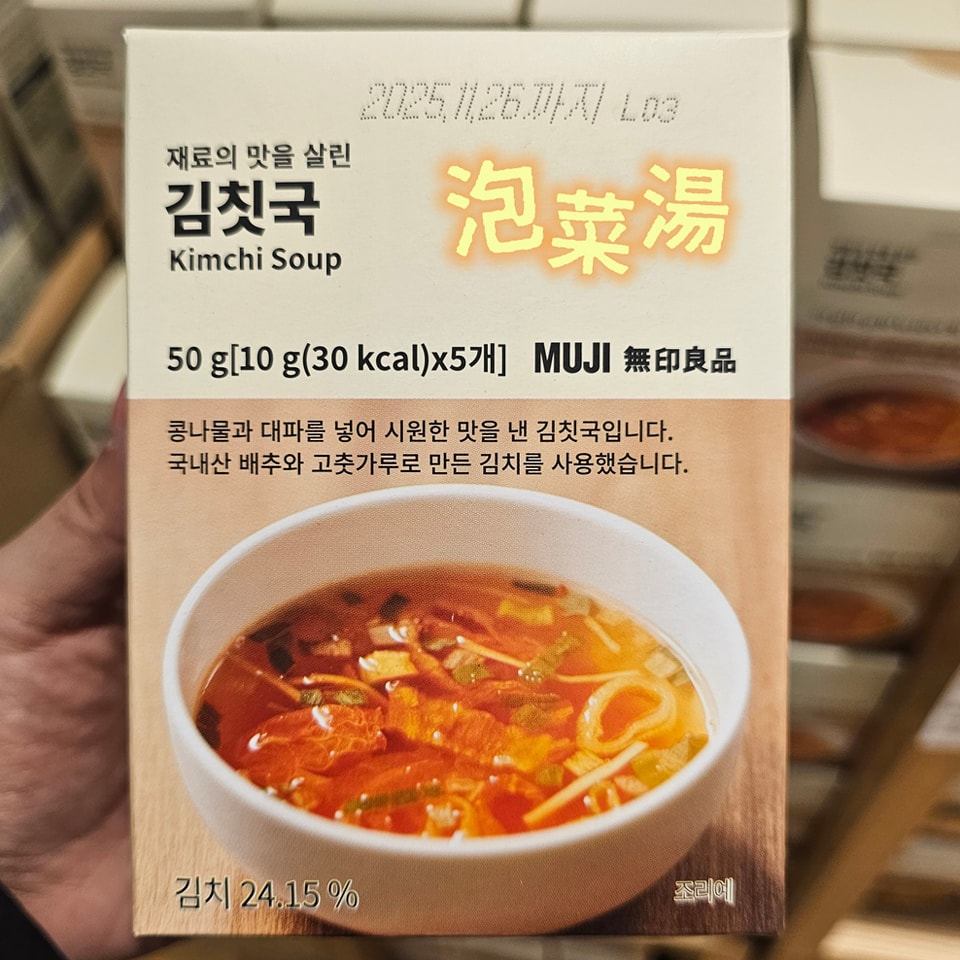 2025.11.26.까지 L03
재료의 맛을 살린
김칫국
Kimchi Soup
泡菜湯
50 g[10 g(30 kcal)x5개] MUJI 無印良品
콩나물과 대파를 넣어 시원한 맛을 낸 김칫국입니다.
국내산 배추와 고춧가루로 만든 김치를 사용했습니다.
김치 24.15 %
조리예